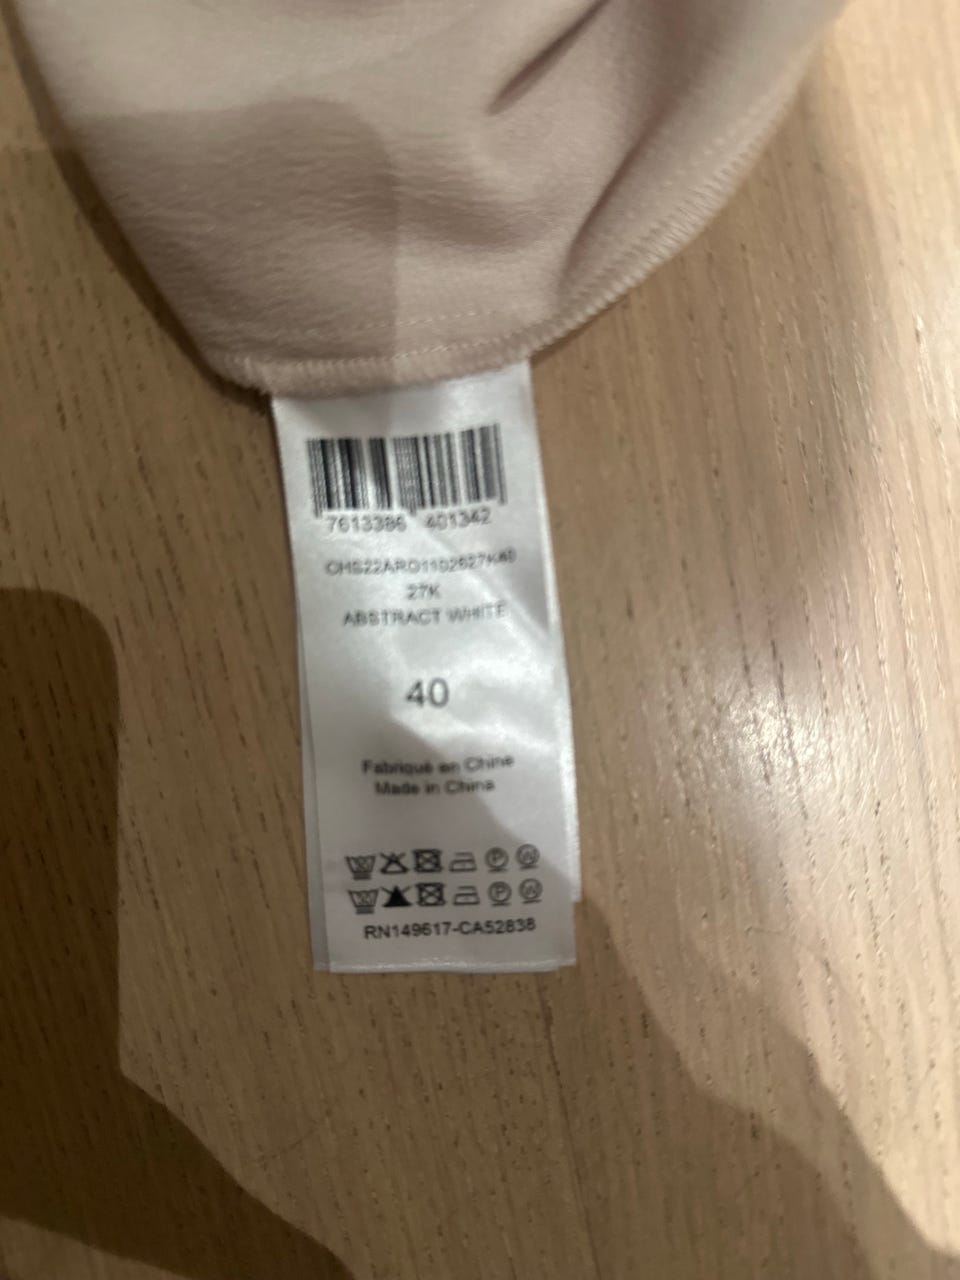 7613386 401342
CHS22ARO1102627K40
27K
ABSTRACT WHITE
40
Fabriqué en Chine
Made in China
RN149617-CA52838